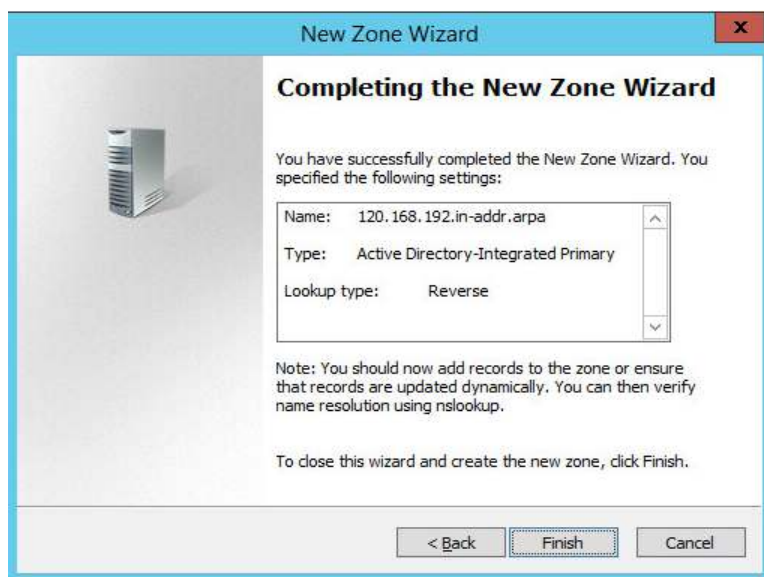 New Zone Wizard
x
Completing the New Zone Wizard
You have successfully completed the New Zone Wizard. You
specified the following settings:
Name: 120.168.192.in-addr.arpa
Type: Active Directory-Integrated Primary
Lookup type: Reverse
Note: You should now add records to the zone or ensure
that records are updated dynamically. You can then verify
name resolution using nslookup.
To close this wizard and create the new zone, click Finish.
< Back Finish Cancel